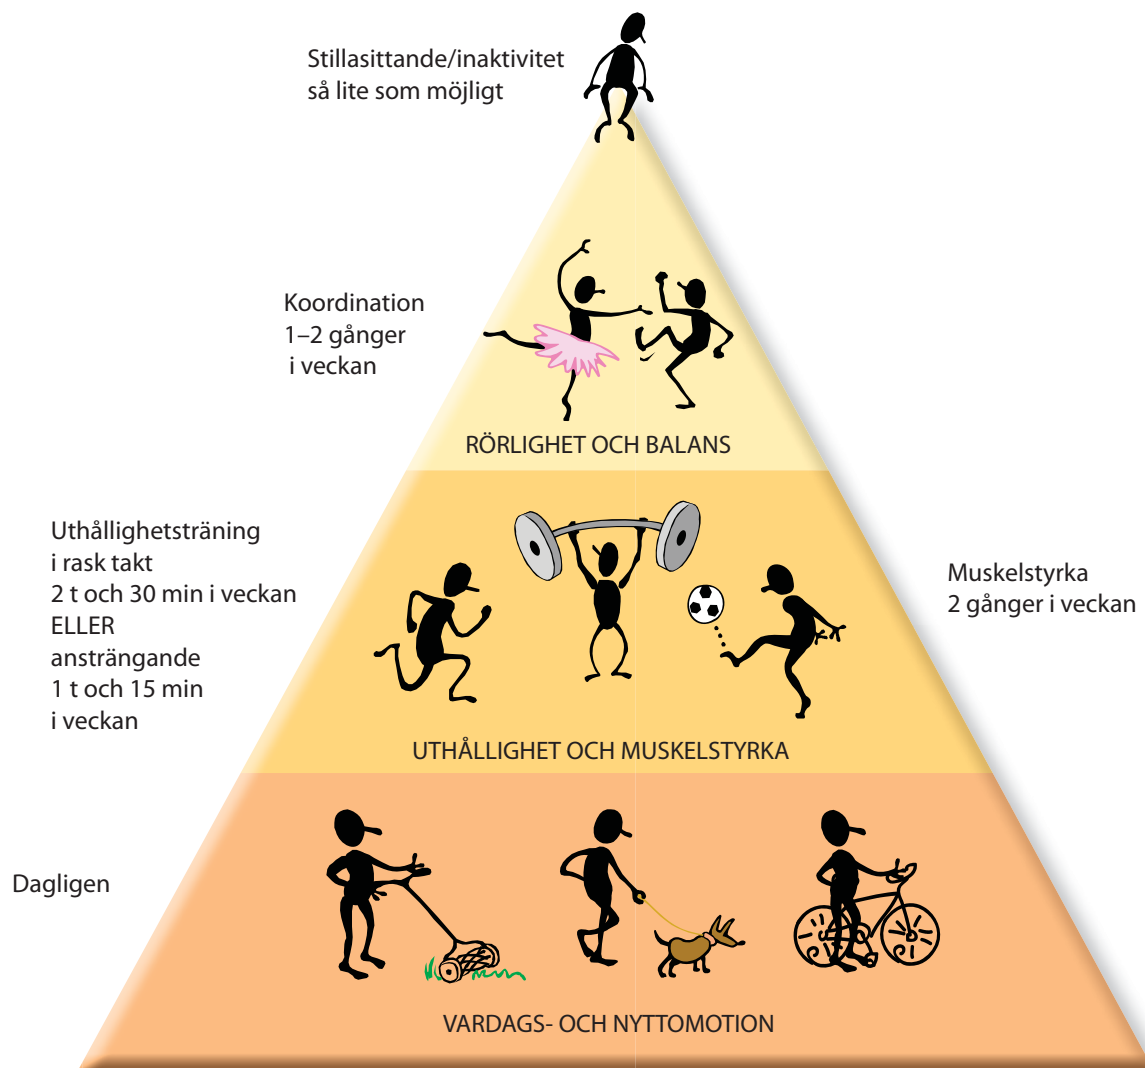 Stillasittande/inaktivitet
så lite som möjligt
Koordination
1–2 gånger
i veckan
RÖRLIGHET OCH BALANS
Uthållighetsträning
i rask takt
2 t och 30 min i veckan
ELLER
ansträngande
1 t och 15 min
i veckan
Muskelstyrka
2 gånger i veckan
UTHÅLLIGHET OCH MUSKELSTYRKA
Dagligen
VARDAGS- OCH NYTTOMOTION